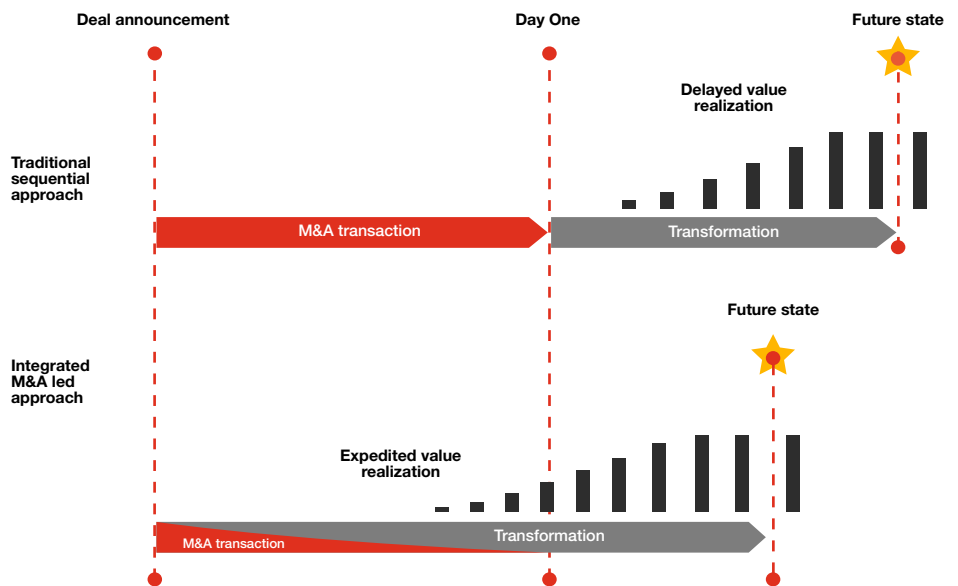 Deal announcement
Day One
Future state
Delayed value
realization
Traditional
sequential
approach
M&A transaction
Transformation
Future state
Integrated
M&A led
approach
Expedited value
realization
Transformation
M&A transaction